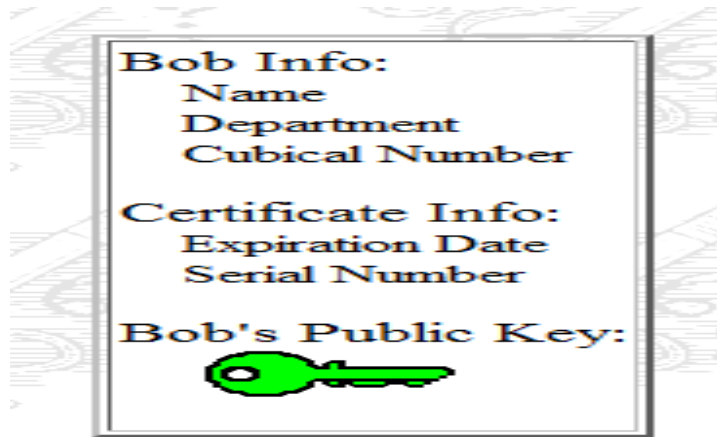 Bob Info:
Name
Department
Cubical Number
Certificate Info:
Expiration Date
Serial Number
Bob's Public Key: